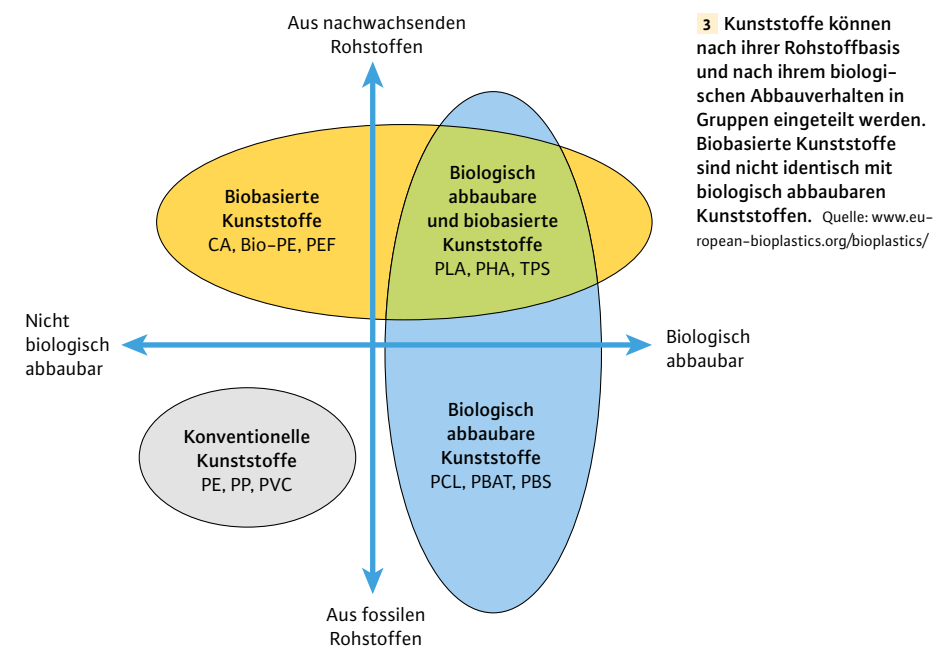 Aus nachwachsenden
Rohstoffen
3 Kunststoffe können
nach ihrer Rohstoffbasis
und nach ihrem biologi-
schen Abbauverhalten in
Gruppen eingeteilt werden.
Biobasierte Kunststoffe
sind nicht identisch mit
biologisch abbaubaren
Kunststoffen. Quelle: www.eu-
ropean-bioplastics.org/bioplastics/
Biobasierte
Kunststoffe
CA, Bio-PE, PEF
Biologisch
abbaubare
und biobasierte
Kunststoffe
PLA, PHA, TPS
Nicht
biologisch
abbaubar
Biologisch
abbaubar
Konventionelle
Kunststoffe
PE, PP, PVC
Biologisch
abbaubare
Kunststoffe
PCL, PBAT, PBS
Aus fossilen
Rohstoffen